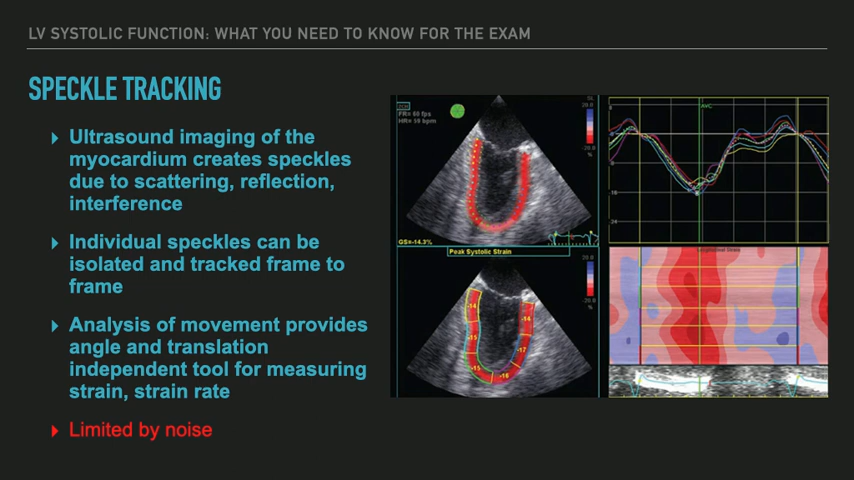 LV SYSTOLIC FUNCTION: WHAT YOU NEED TO KNOW FOR THE EXAM
SPECKLE TRACKING
Ultrasound imaging of the
myocardium creates speckles
due to scattering, reflection,
interference
Individual speckles can be
isolated and tracked frame to
frame
Analysis of movement provides
angle and translation
independent tool for measuring
strain, strain rate
Limited by noise
GS=-14.3%
Peak Systolic Strain
-14
-14
-17
-16
AVC